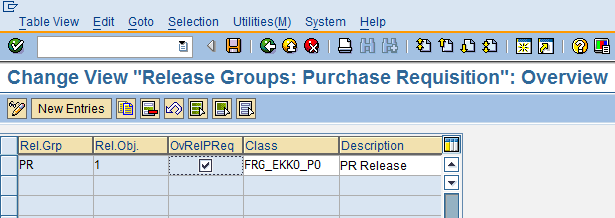 Table View Edit Goto Selection Utilities(M) System Help
Change View "Release Groups: Purchase Requisition": Overview
New Entries
Rel.Grp Rel.Obj. OvRelPReq Class Description
PR 1 FRG_EKKO_PO PR Release